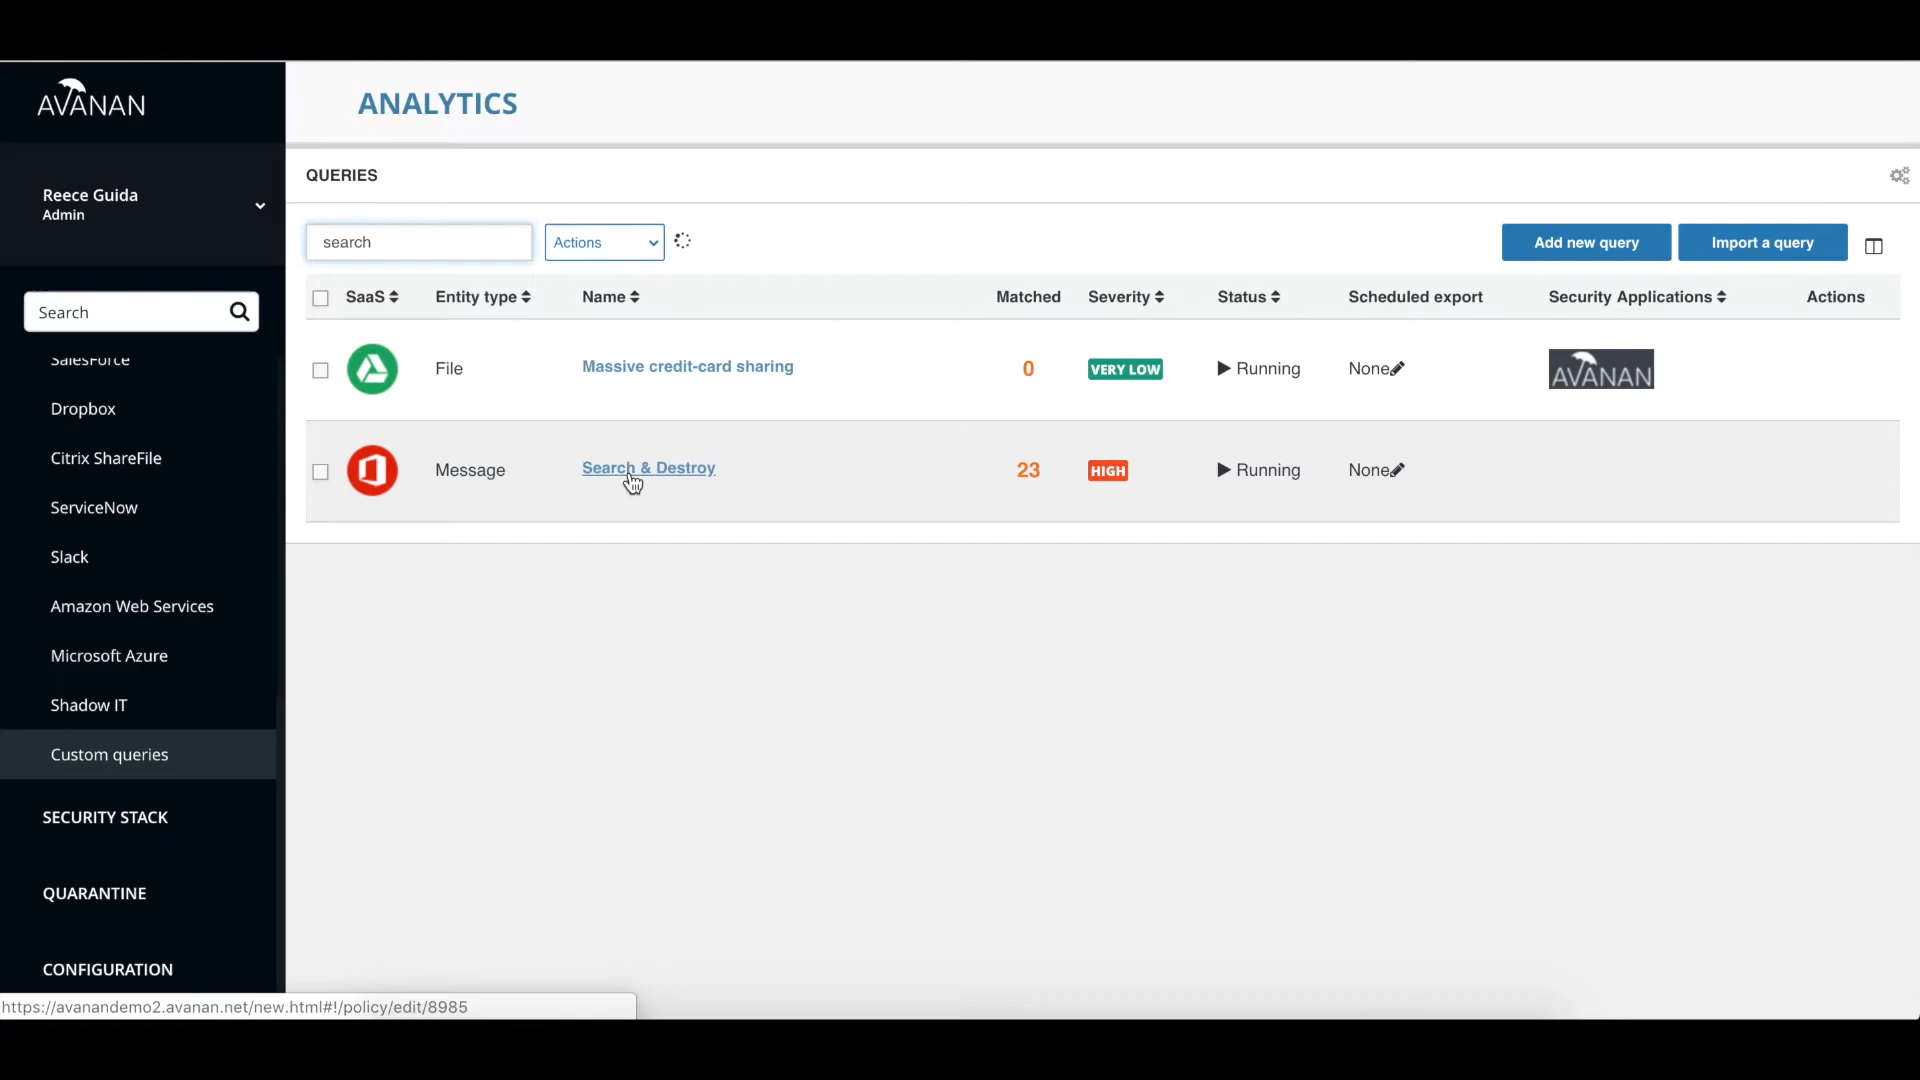 AVANAN
ANALYTICS
Reece Guida
Admin
Search
SalesForce
Dropbox
Citrix ShareFile
ServiceNow
Slack
Amazon Web Services
Microsoft Azure
Shadow IT
Custom queries
SECURITY STACK
QUARANTINE
CONFIGURATION
QUERIES
search
Actions
Add new query
Import a query
SaaS Entity type Name Matched Severity Status Scheduled export Security Applications Actions
File Massive credit-card sharing 0 VERY LOW Running None AVANAN
Message Search & Destroy 23 HIGH Running None
https://avanandemo2.avanan.net/new.html#!/policy/edit/8985